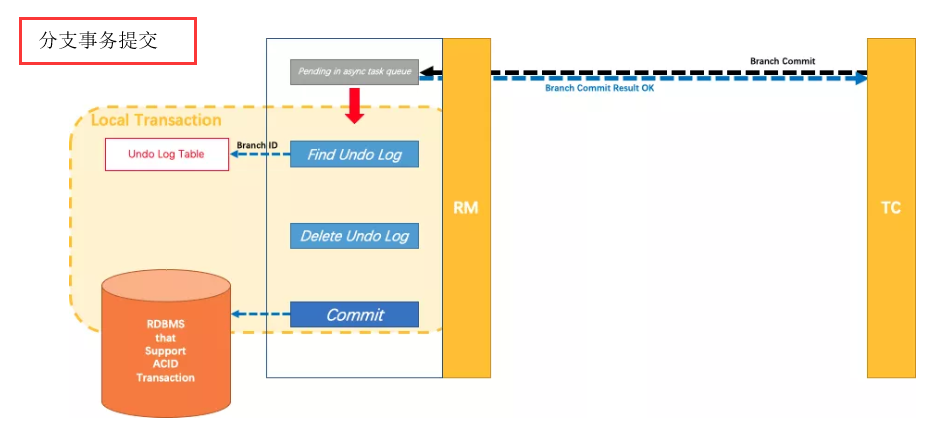 分支事务提交
Pending in async task queue
Branch Commit
Branch Commit Result OK
Local Transaction
Undo Log Table
Branch ID
Find Undo Log
RM
TC
Delete Undo Log
Commit
RDBMS
that
Support
ACID
Transaction